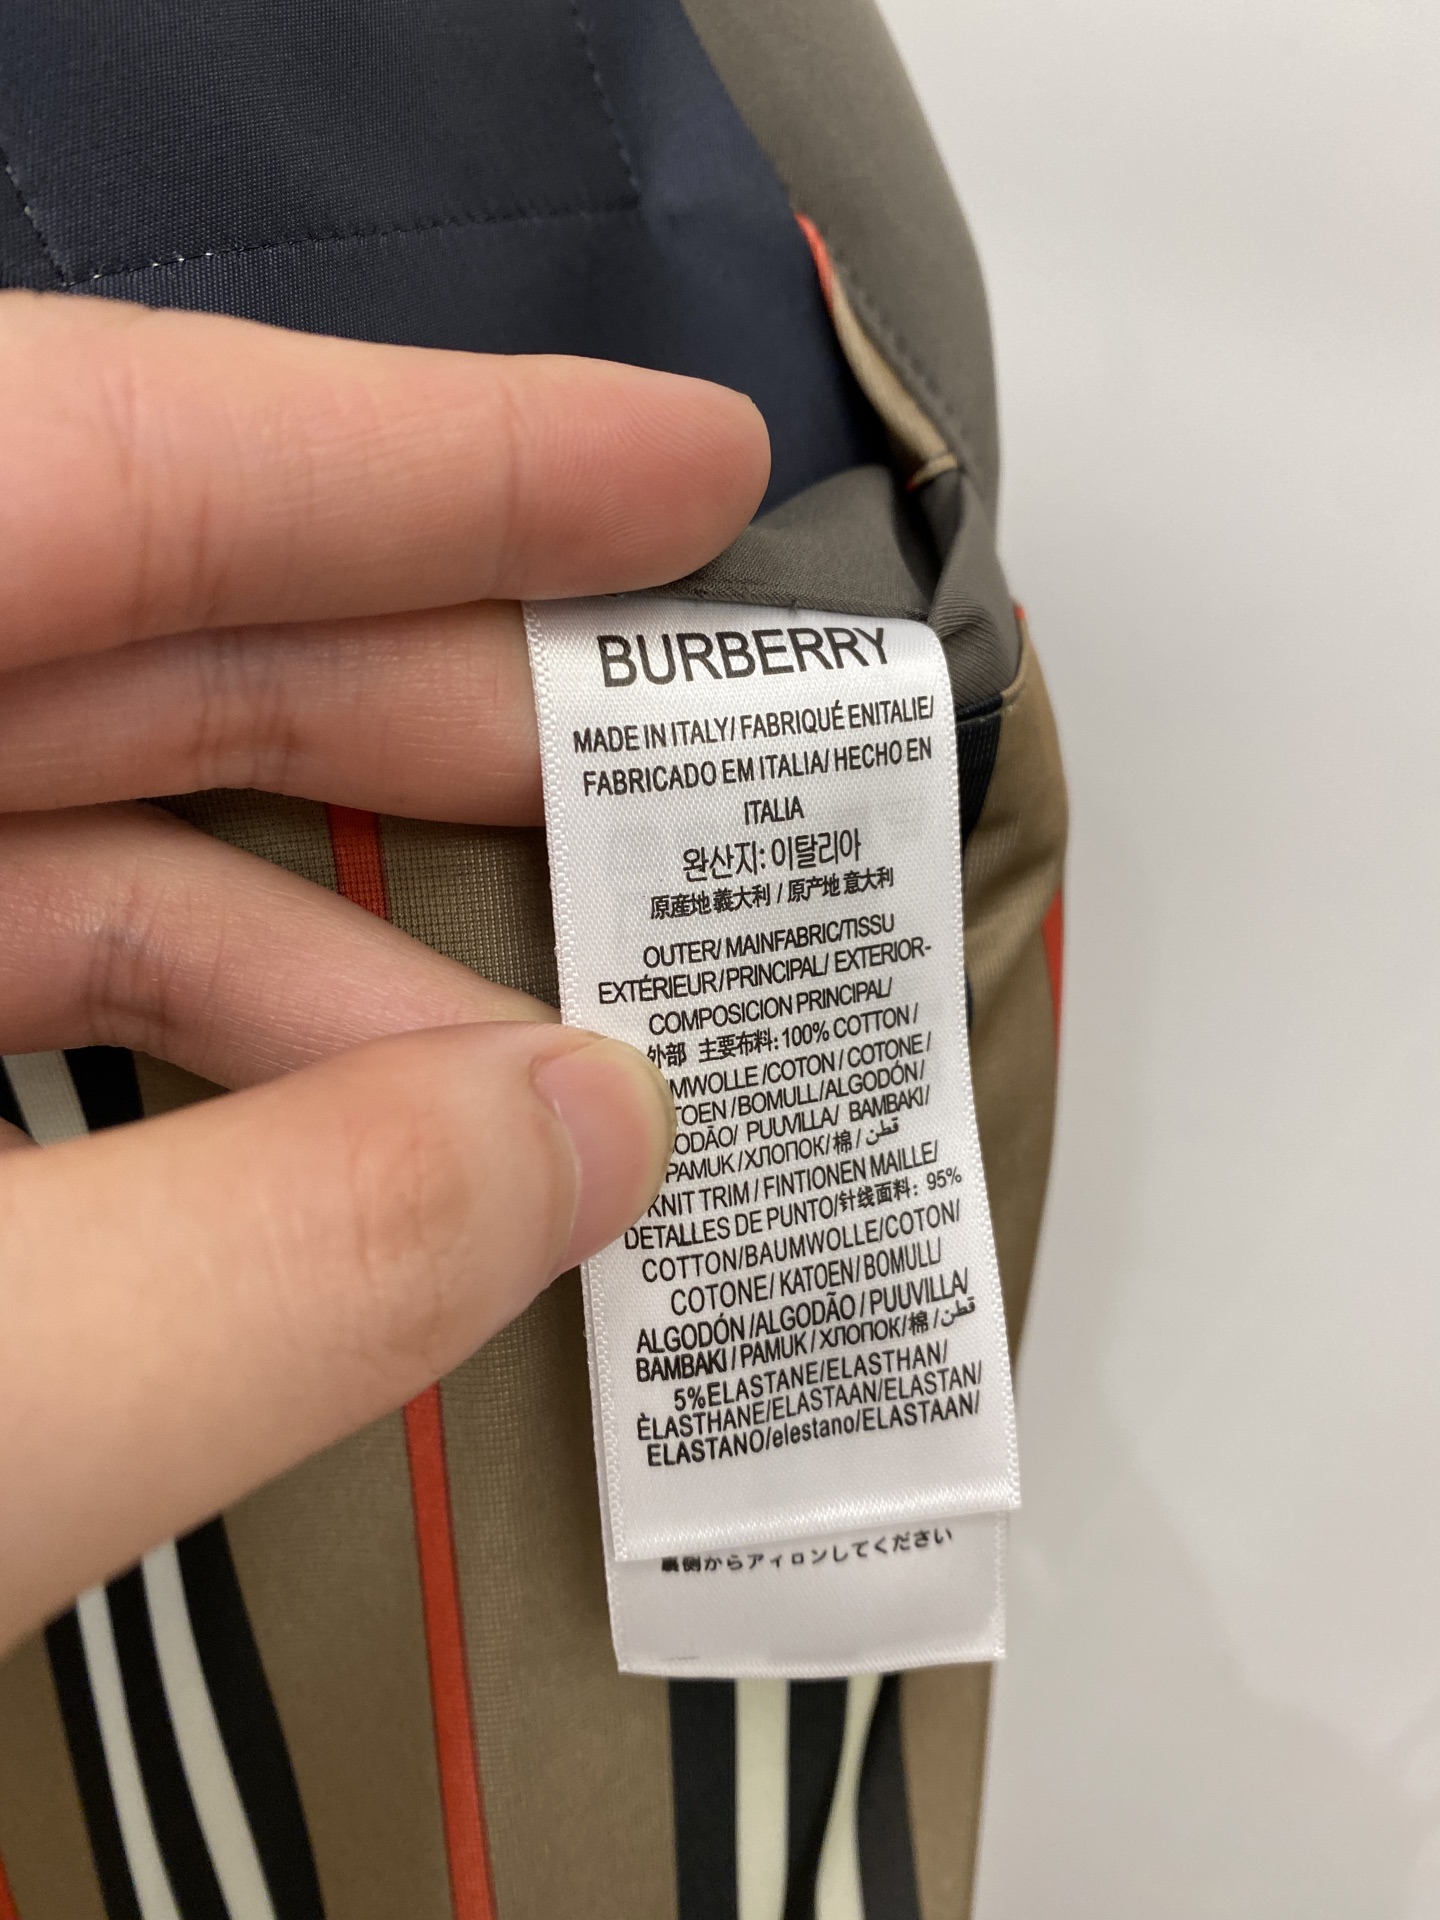 BURBERRY
MADE IN ITALY/ FABRIQUÉ ENITALIE/
FABRICADO EM ITALIA/ HECHO EN
ITALIA
완산지: 이탈리아
原産地 義大利 / 原产地 意大利
OUTER/ MAINFABRIC/TISSU
EXTÉRIEUR/PRINCIPAL/ EXTERIOR-
COMPOSICION PRINCIPAL/
外部 主要布料: 100% COTTON /
MWOLLE /COTON / COTONE /
TOEN /BOMULL/ALGODÓN/
ODÃO/ PUUVILLA/ BAMBAKI/
PAMUK /ХЛОПОК/棉 / قطن
KNIT TRIM / FINTIONEN MAILLE/
DETALLES DE PUNTO/针线面料: 95%
COTTON/BAUMWOLLE/COTON/
COTONE/ KATOEN/BOMULL/
ALGODÓN /ALGODÃO / PUUVILLA/
BAMBAKI / PAMUK / ХЛОПОК/棉 /قطن
5%ELASTANE/ELASTHAN/
ÈLASTHANE/ELASTAAN/ELASTAN/
ELASTANO/elestano/ELASTAAN/
裏側からアイロンしてください